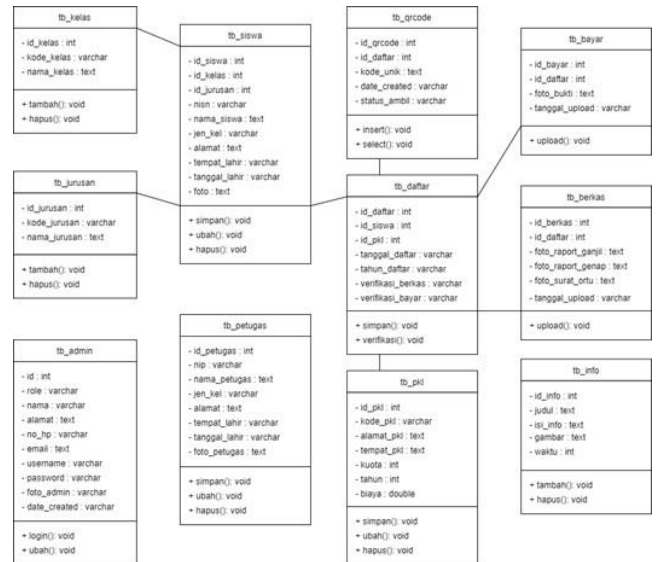 tb_kelas
- id_kelas : int
- kode_kelas : varchar
- nama_kelas : text
+ tambah(): void
+ hapus(): void
tb_siswa
- id_siswa : int
- id_kelas : int
- id_jurusan : int
- nisn : varchar
- nama_siswa : text
- jen_kel : varchar
- alamat : text
- tempat_lahir : varchar
- tanggal_lahir : varchar
- foto : text
+ simpan(): void
+ ubah(): void
+ hapus(): void
tb_qrcode
- id_qrcode : int
- id_daftar : int
- kode_unik : text
- date_created : varchar
- status_ambil : varchar
+ insert(): void
+ select(): void
tb_bayar
- id_bayar : int
- id_daftar : int
- foto_bukti : text
- tanggal_upload : varchar
+ upload(): void
tb_jurusan
- id_jurusan : int
- kode_jurusan : varchar
- nama_jurusan : text
+ tambah(): void
+ hapus(): void
tb_daftar
- id_daftar : int
- id_siswa : int
- id_pkl : int
- tanggal_daftar : varchar
- tahun_daftar : varchar
- verifikasi_berkas : varchar
- verifikasi_bayar : varchar
+ simpan(): void
+ verifikasi(): void
tb_berkas
- id_berkas : int
- id_daftar : int
- foto_raport_ganjil : text
- foto_raport_genap : text
- foto_surat_ortu : text
- tanggal_upload : varchar
+ upload(): void
tb_admin
- id : int
- role : varchar
- nama : varchar
- alamat : text
- no_hp : varchar
- email : text
- username : varchar
- password : varchar
- foto_admin : varchar
- date_created : varchar
+ login(): void
+ ubah(): void
tb_petugas
- id_petugas : int
- nip : varchar
- nama_petugas : text
- jen_kel : varchar
- alamat : text
- tempat_lahir : varchar
- tanggal_lahir : varchar
- foto_petugas : text
+ simpan(): void
+ ubah(): void
+ hapus(): void
tb_pkl
- id_pkl : int
- kode_pkl : varchar
- alamat_pkl : text
- tempat_pkl : text
- kuota : int
- tahun : int
- biaya : double
+ simpan(): void
+ ubah(): void
+ hapus(): void
tb_info
- id_info : int
- judul : text
- isi_info : text
- gambar : text
- waktu : int
+ tambah(): void
+ hapus(): void